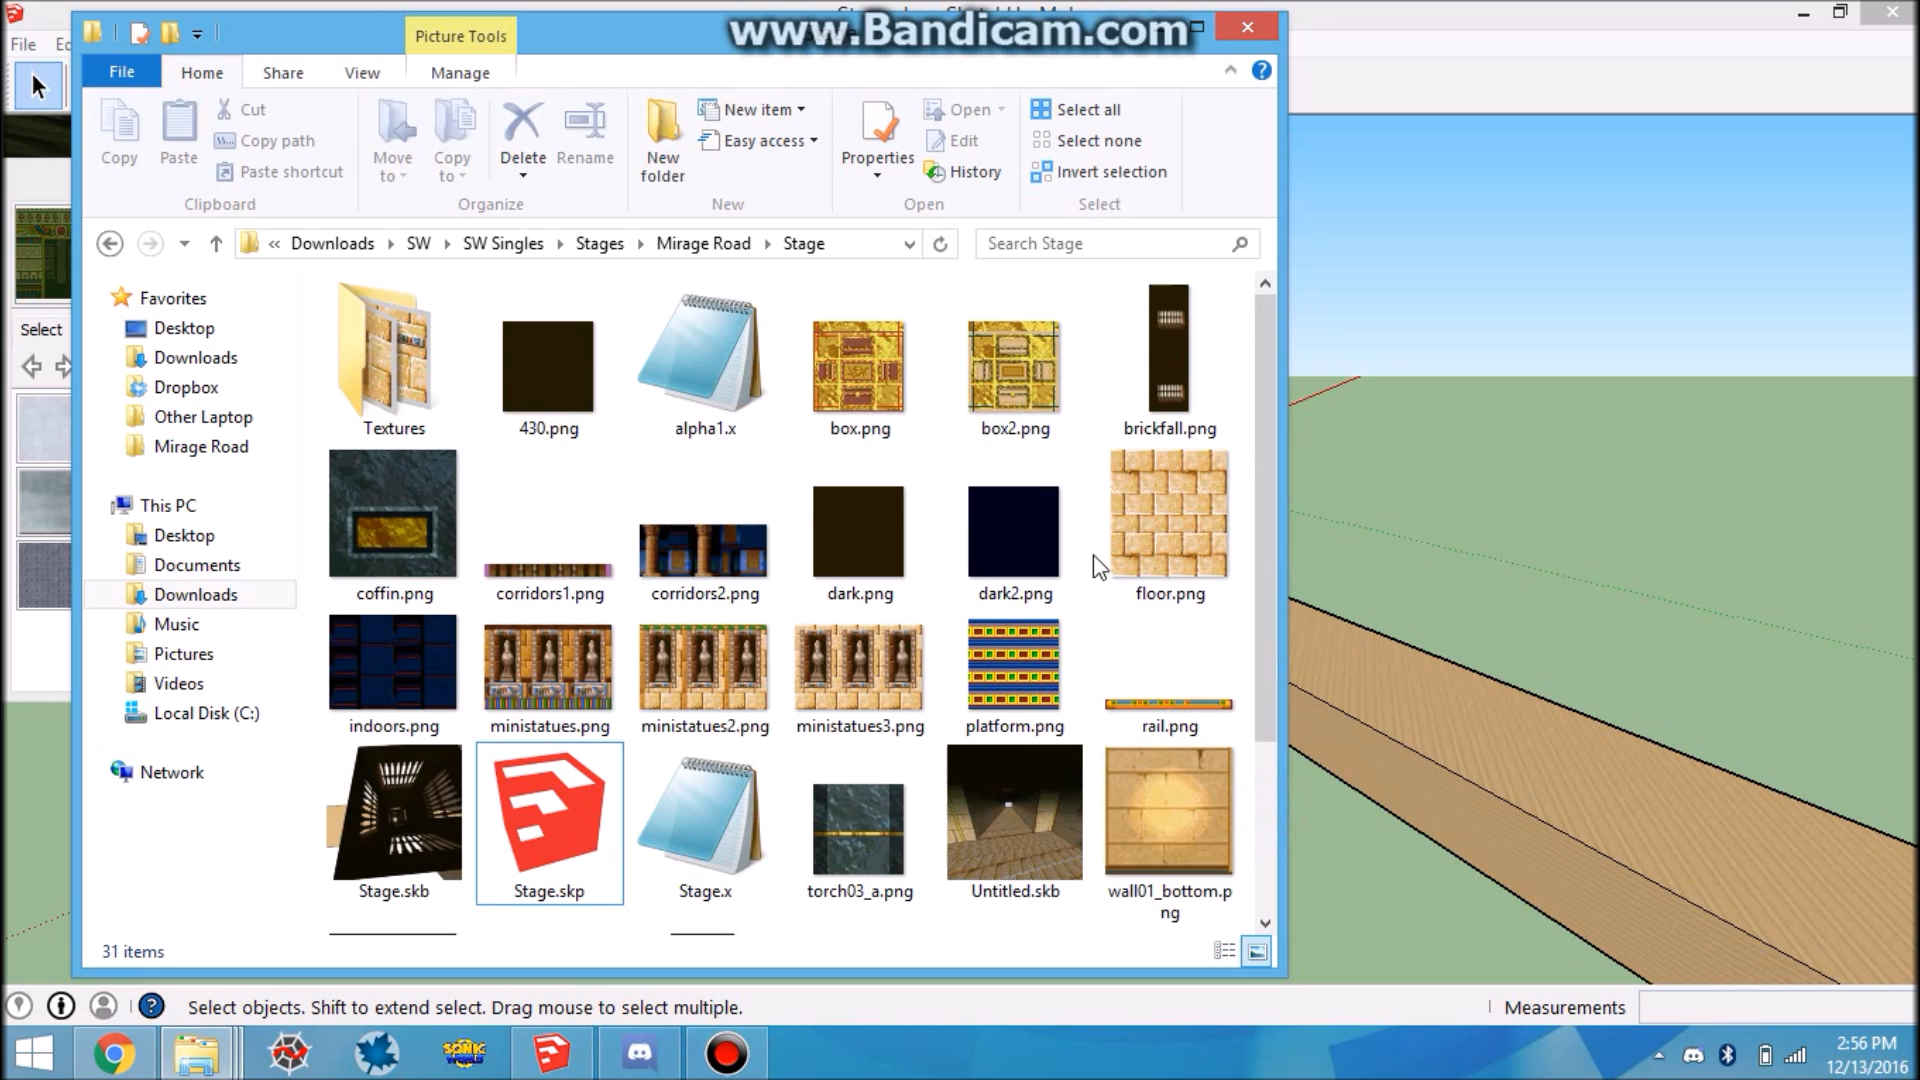 www.Bandicam.com
Picture Tools
File
File Home Share View Manage
Copy Paste Cut
Copy path
Paste shortcut
Move to
Copy to
Delete
Rename
New folder
New item
Easy access
Properties
Open
Edit
History
Select all
Select none
Invert selection
Clipboard Organize New Open Select
« Downloads SW SW Singles Stages Mirage Road Stage
Search Stage
Select
Favorites
Desktop
Downloads
Dropbox
Other Laptop
Mirage Road
This PC
Desktop
Documents
Downloads
Music
Pictures
Videos
Local Disk (C:)
Network
Textures 430.png alpha1.x box.png box2.png brickfall.png
coffin.png corridors1.png corridors2.png dark.png dark2.png floor.png
indoors.png ministatues.png ministatues2.png ministatues3.png platform.png rail.png
Stage.skb Stage.skp Stage.x torch03_a.png Untitled.skb wall01_bottom.p
ng
31 items
Select objects. Shift to extend select. Drag mouse to select multiple.
Measurements
SONIC WORLD
2:56 PM
12/13/2016